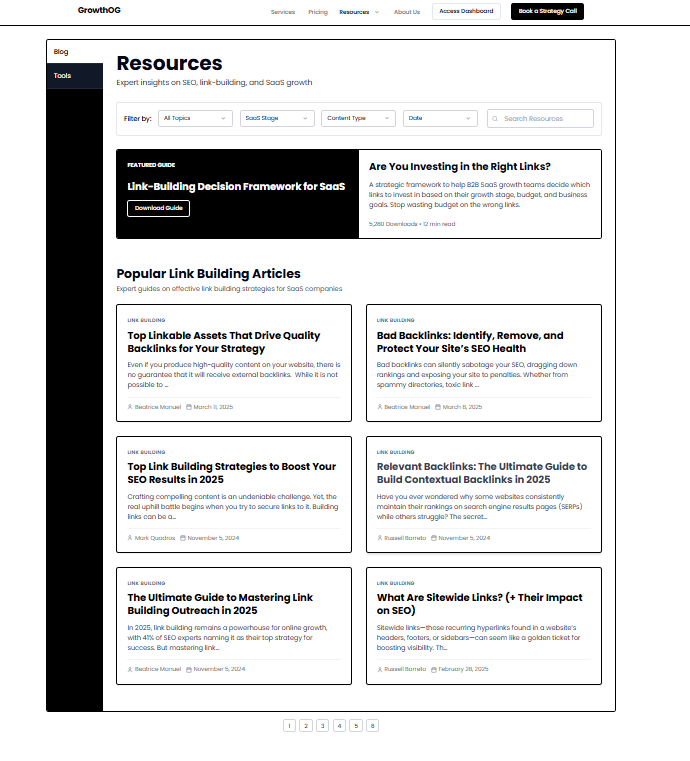 GrowthOG
Services Pricing Resources About Us Access Dashboard Book a Strategy Call
Blog
Tools
Resources
Expert insights on SEO, link-building, and SaaS growth
Filter by: All Topics SaaS Stage Content Type Date Search Resources
FEATURED GUIDE
Link-Building Decision Framework for SaaS
Download Guide
Are You Investing in the Right Links?
A strategic framework to help B2B SaaS growth teams decide which
links to invest in based on their growth stage, budget, and business
goals. Stop wasting budget on the wrong links.
5,280 Downloads • 12 min read
Popular Link Building Articles
Expert guides on effective link building strategies for SaaS companies
LINK BUILDING
Top Linkable Assets That Drive Quality
Backlinks for Your Strategy
Even if you produce high-quality content on your website, there is
no guarantee that it will receive external backlinks. While it is not
possible to ...
Beatrice Manuel March 11, 2025
LINK BUILDING
Bad Backlinks: Identify, Remove, and
Protect Your Site's SEO Health
Bad backlinks can silently sabotage your SEO, dragging down
rankings and exposing your site to penalties. Whether from
spammy directories, toxic link ...
Beatrice Manuel March 8, 2025
LINK BUILDING
Top Link Building Strategies to Boost Your
SEO Results in 2025
Crafting compelling content is an undeniable challenge. Yet, the
real uphill battle begins when you try to secure links to it. Building
links can be a...
Mark Quadros November 5, 2024
LINK BUILDING
Relevant Backlinks: The Ultimate Guide to
Build Contextual Backlinks in 2025
Have you ever wondered why some websites consistently
maintain their rankings on search engine results pages (SERPs)
while others struggle? The secret...
Russell Barreto November 5, 2024
LINK BUILDING
The Ultimate Guide to Mastering Link
Building Outreach in 2025
In 2025, link building remains a powerhouse for online growth,
with 41% of SEO experts naming it as their top strategy for
success. But mastering link...
Beatrice Manuel November 5, 2024
LINK BUILDING
What Are Sitewide Links? (+ Their Impact
on SEO)
Sitewide links—those recurring hyperlinks found in a website's
headers, footers, or sidebars—can seem like a golden ticket for
boosting visibility. Th...
Russell Barreto February 28, 2025
1 2 3 4 5 8